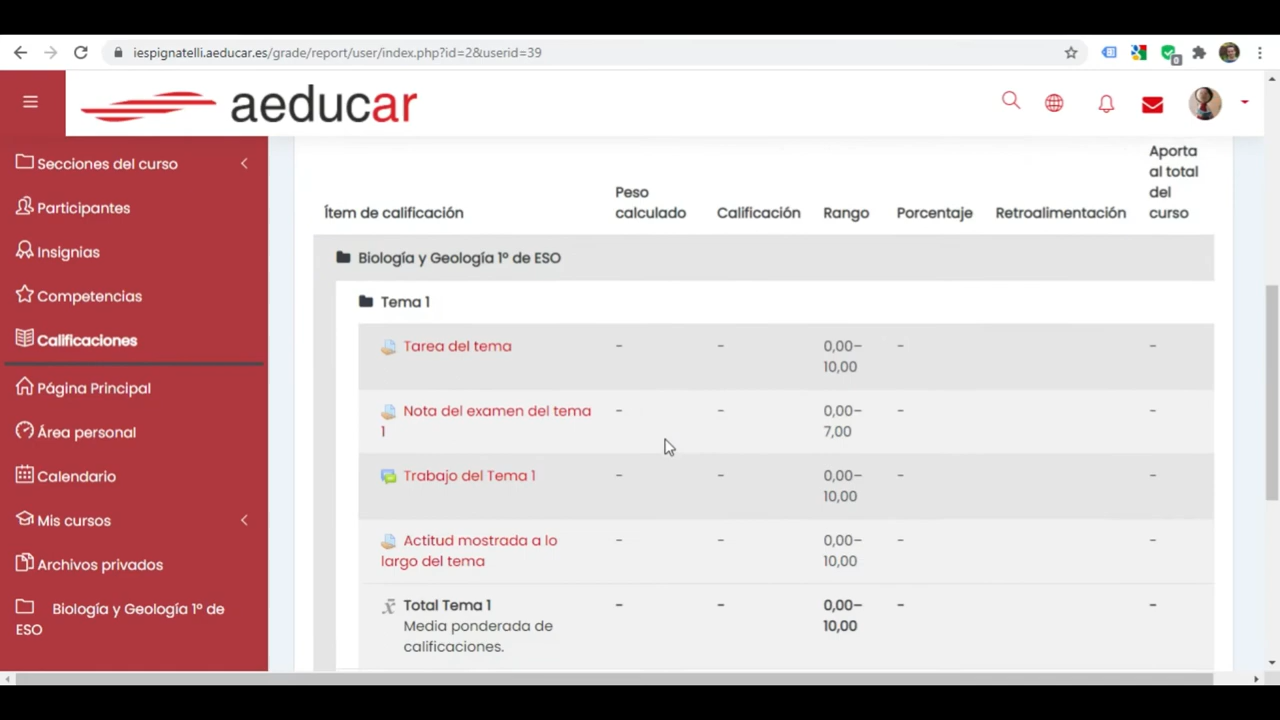 iespignatelli.aeducar.es/grade/report/user/index.php?id=2&userid=39
0
aeducar
Secciones del curso
Participantes
Insignias
Competencias
Calificaciones
Página Principal
Área personal
Calendario
Mis cursos
Archivos privados
Biología y Geología 1º de
ESO
Aporta
al total
del
curso
Peso
calculado
Ítem de calificación
Calificación
Rango
Porcentaje
Retroalimentación
Biología y Geología 1º de ESO
Tema 1
Tarea del tema - - 0,00– - -
10,00
Nota del examen del tema - - 0,00– - -
1 7,00
Trabajo del Tema 1 - - 0,00– - -
10,00
Actitud mostrada a lo - - 0,00– - -
largo del tema 10,00
x̄ Total Tema 1 - - 0,00– - -
Media ponderada de 10,00
calificaciones.